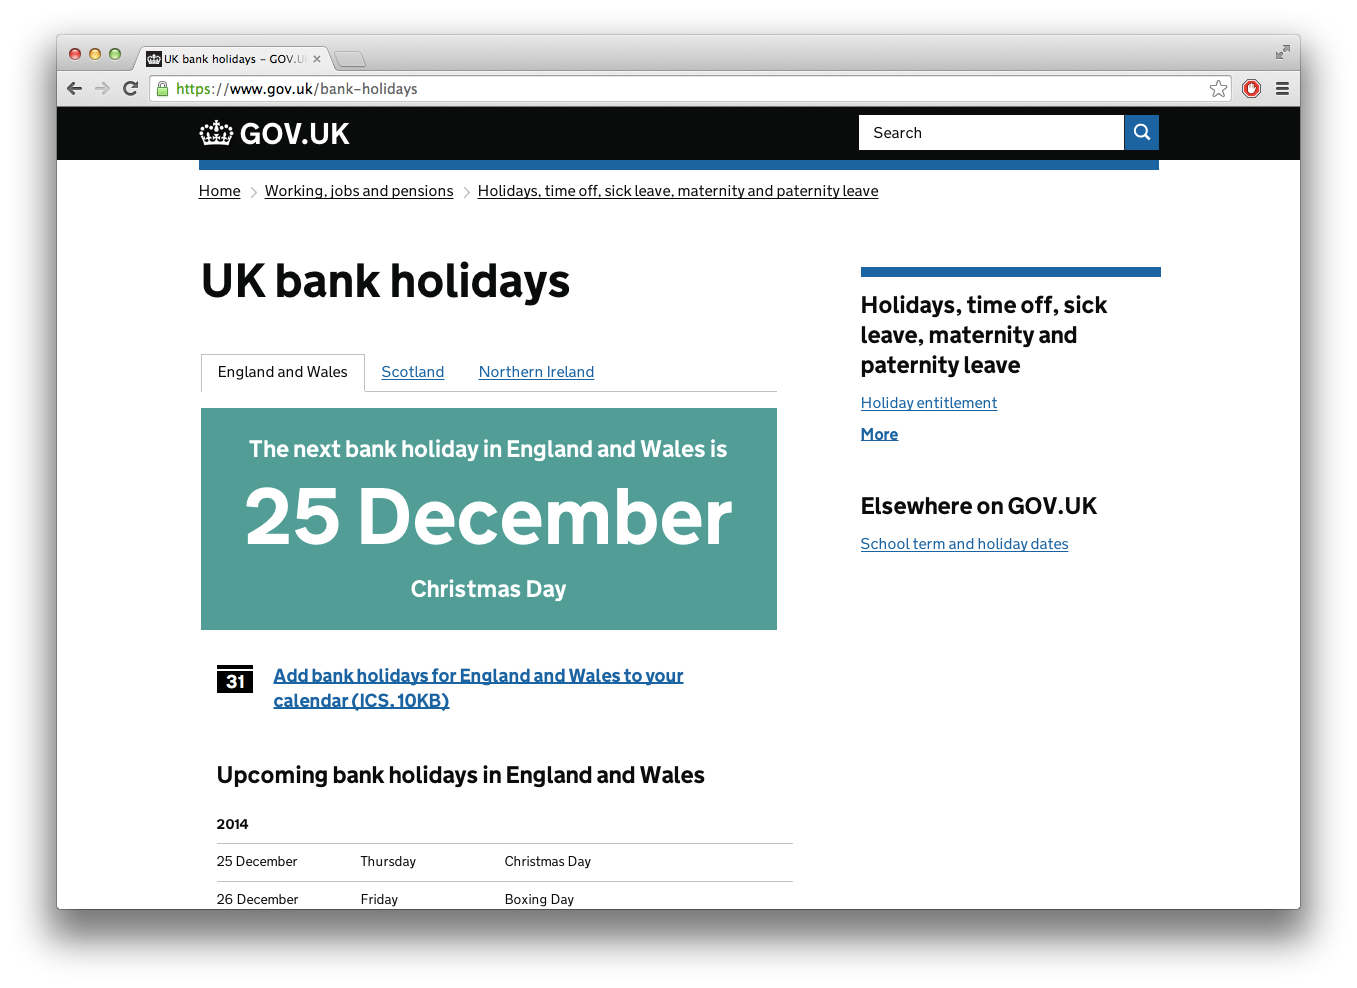 UK bank holidays – GOV.U
https://www.gov.uk/bank-holidays
GOV.UK
Search
Home
Working, jobs and pensions
Holidays, time off, sick leave, maternity and paternity leave
UK bank holidays
England and Wales
Scotland
Northern Ireland
The next bank holiday in England and Wales is
25 December
Christmas Day
31
Add bank holidays for England and Wales to your
calendar (ICS, 10KB)
Upcoming bank holidays in England and Wales
2014
25 December Thursday Christmas Day
26 December Friday Boxing Day
Holidays, time off, sick
leave, maternity and
paternity leave
Holiday entitlement
More
Elsewhere on GOV.UK
School term and holiday dates